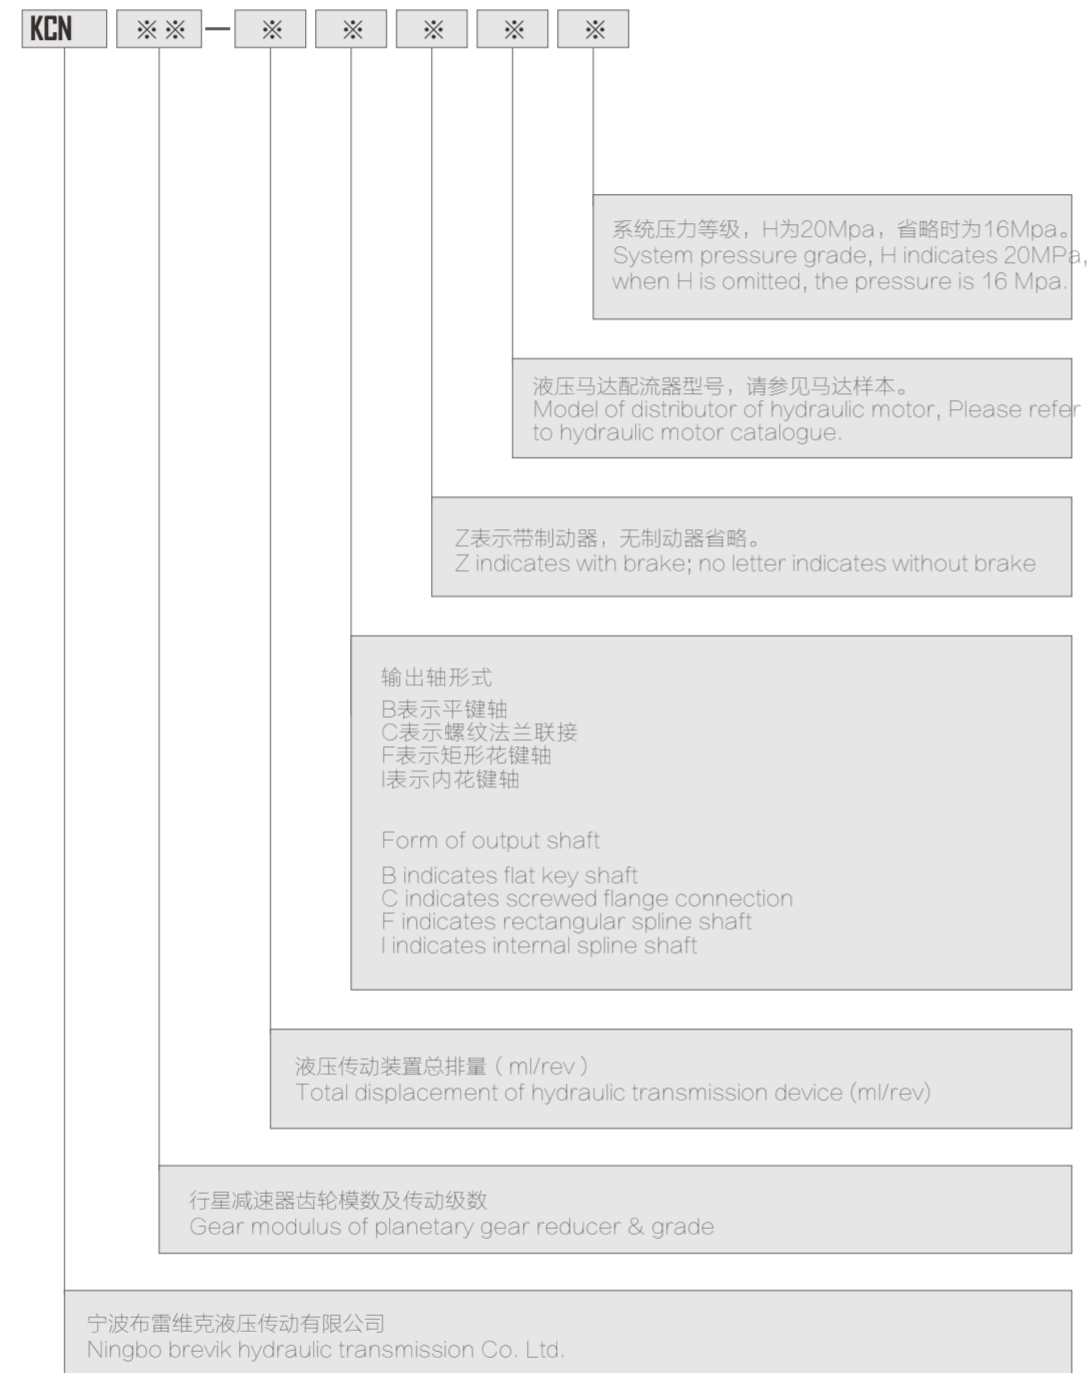 KCN ※※—※ ※ ※ ※ ※
系统压力等级，H为20Mpa，省略时为16Mpa。
System pressure grade, H indicates 20MPa,
when H is omitted, the pressure is 16 Mpa.
液压马达配流器型号，请参见马达样本。
Model of distributor of hydraulic motor, Please refer
to hydraulic motor catalogue.
Z表示带制动器，无制动器省略。
Z indicates with brake; no letter indicates without brake
输出轴形式
B表示平键轴
C表示螺纹法兰联接
F表示矩形花键轴
I表示内花键轴
Form of output shaft
B indicates flat key shaft
C indicates screwed flange connection
F indicates rectangular spline shaft
I indicates internal spline shaft
液压传动装置总排量（ml/rev）
Total displacement of hydraulic transmission device (ml/rev)
行星减速器齿轮模数及传动级数
Gear modulus of planetary gear reducer & grade
宁波布雷维克液压传动有限公司
Ningbo brevik hydraulic transmission Co. Ltd.